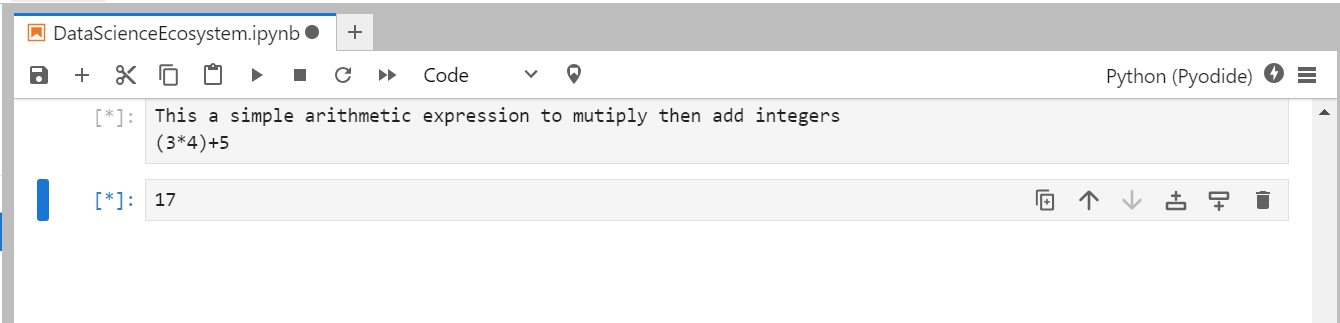 DataScienceEcosystem.ipynb
Code
Python (Pyodide)
[*]: This a simple arithmetic expression to mutiply then add integers
(3*4)+5
[*]: 17